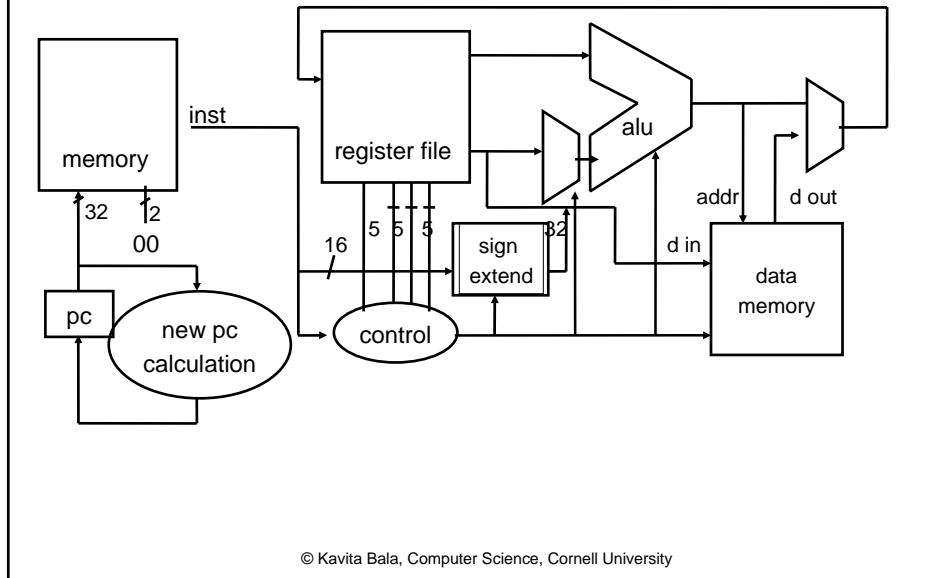 inst
memory
register file
alu
32
2
00
5
5
5
32
addr
d out
16
sign
extend
d in
data
memory
pc
new pc
calculation
control
© Kavita Bala, Computer Science, Cornell University